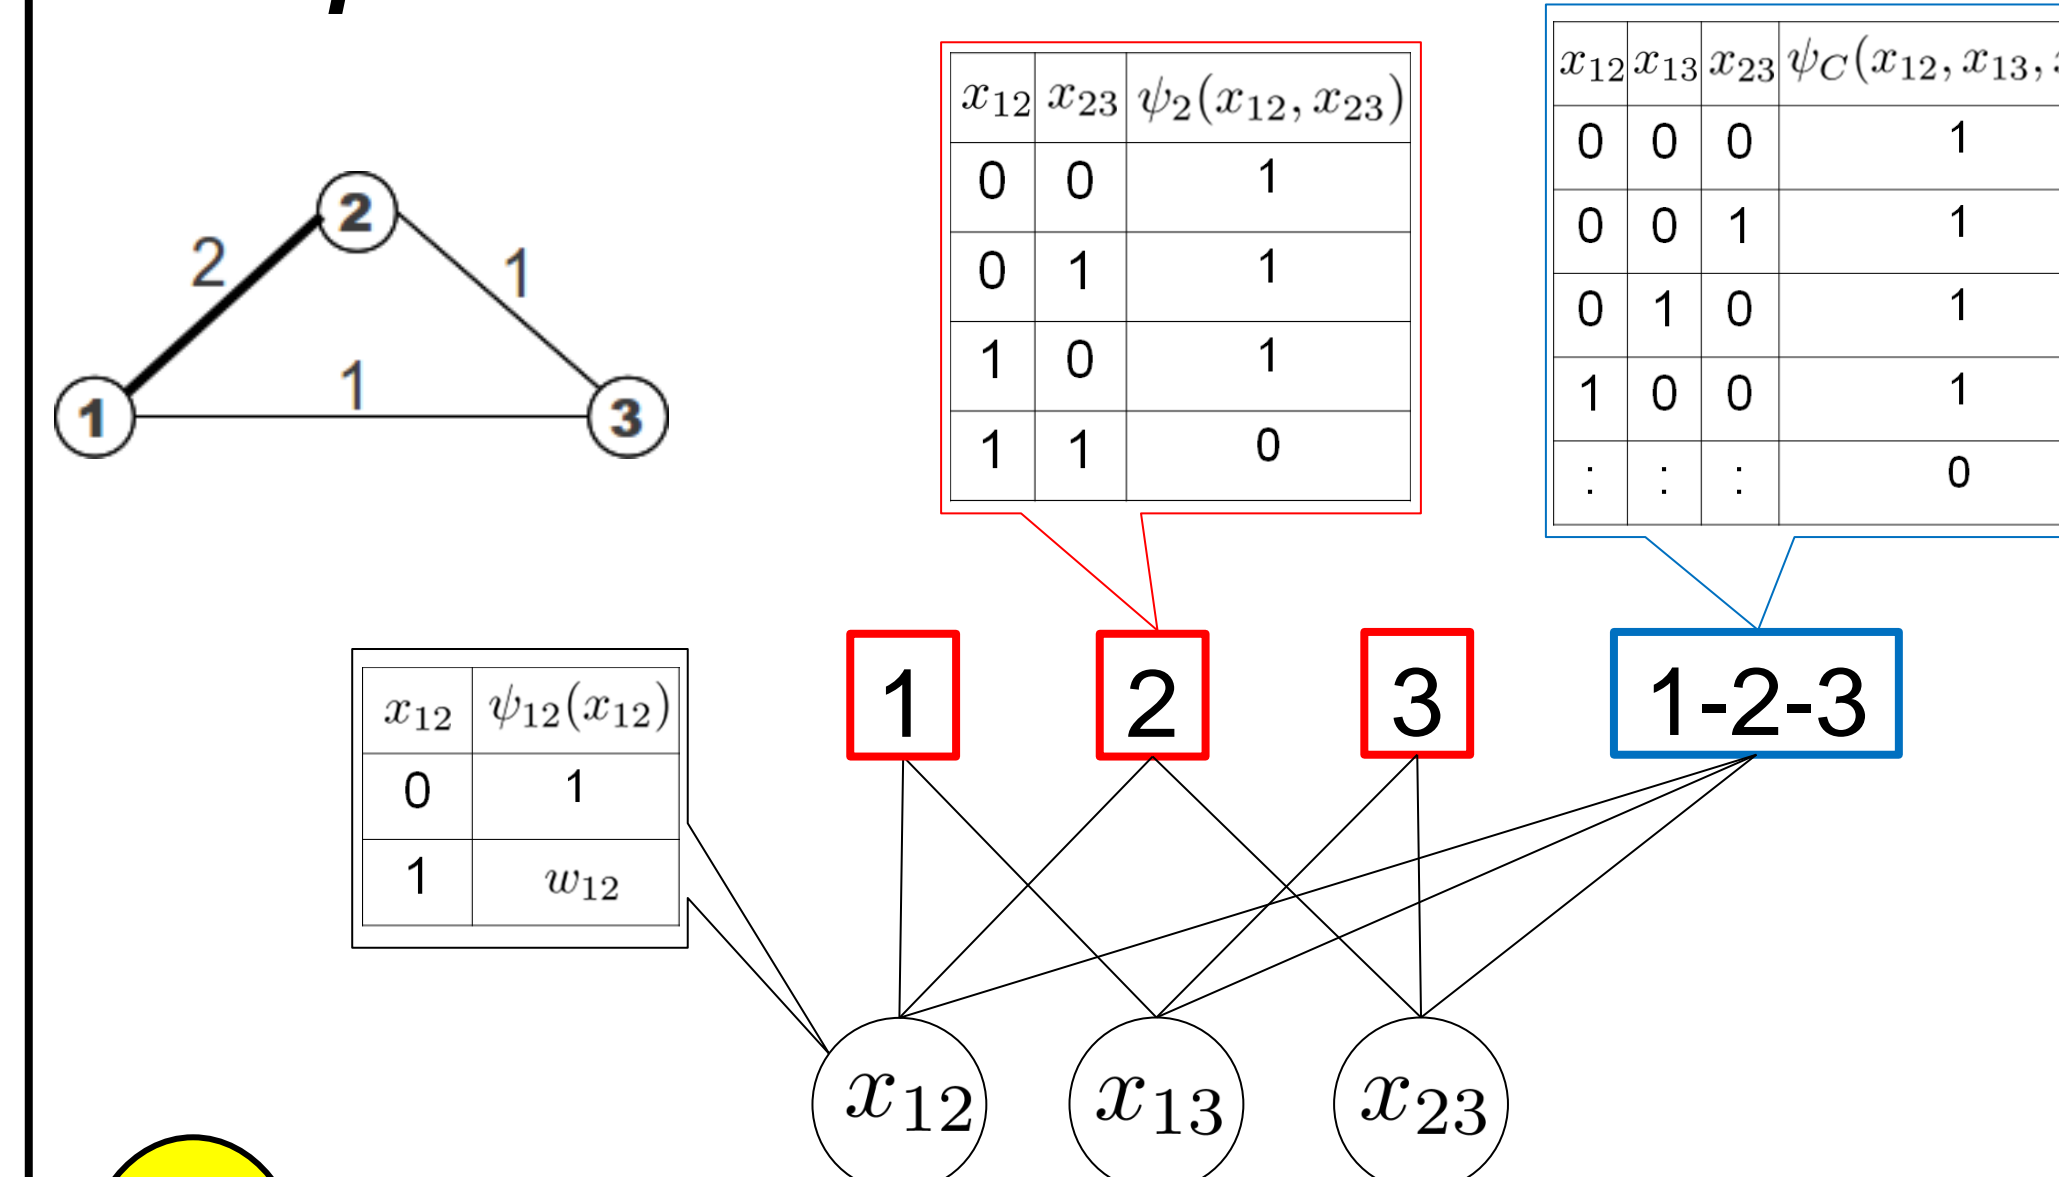 x12 x23 ψ2(x12, x23)
0 0 1
0 1 1
1 0 1
1 1 0
x12 x13 x23 ψC(x12, x13,
0 0 0 1
0 0 1 1
0 1 0 1
1 0 0 1
: : : 0
2
2 1
1
1 3
x12 ψ12(x12)
0 1
1 w12
1 2 3 1-2-3
x12 x13 x23